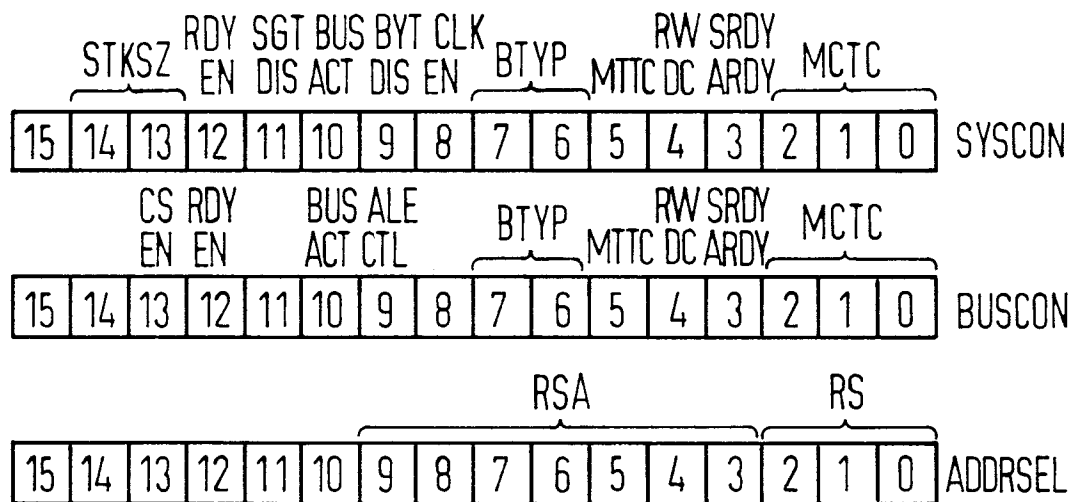 STKSZ RDY SGT BUS BYT CLK BTYP RW SRDY MCTC
EN DIS ACT DIS EN MTTC DC ARDY
15 14 13 12 11 10 9 8 7 6 5 4 3 2 1 0 SYSCON
CS RDY BUS ALE BTYP RW SRDY MCTC
EN EN ACT CTL MTTC DC ARDY
15 14 13 12 11 10 9 8 7 6 5 4 3 2 1 0 BUSCON
RSA RS
15 14 13 12 11 10 9 8 7 6 5 4 3 2 1 0 ADDRSEL